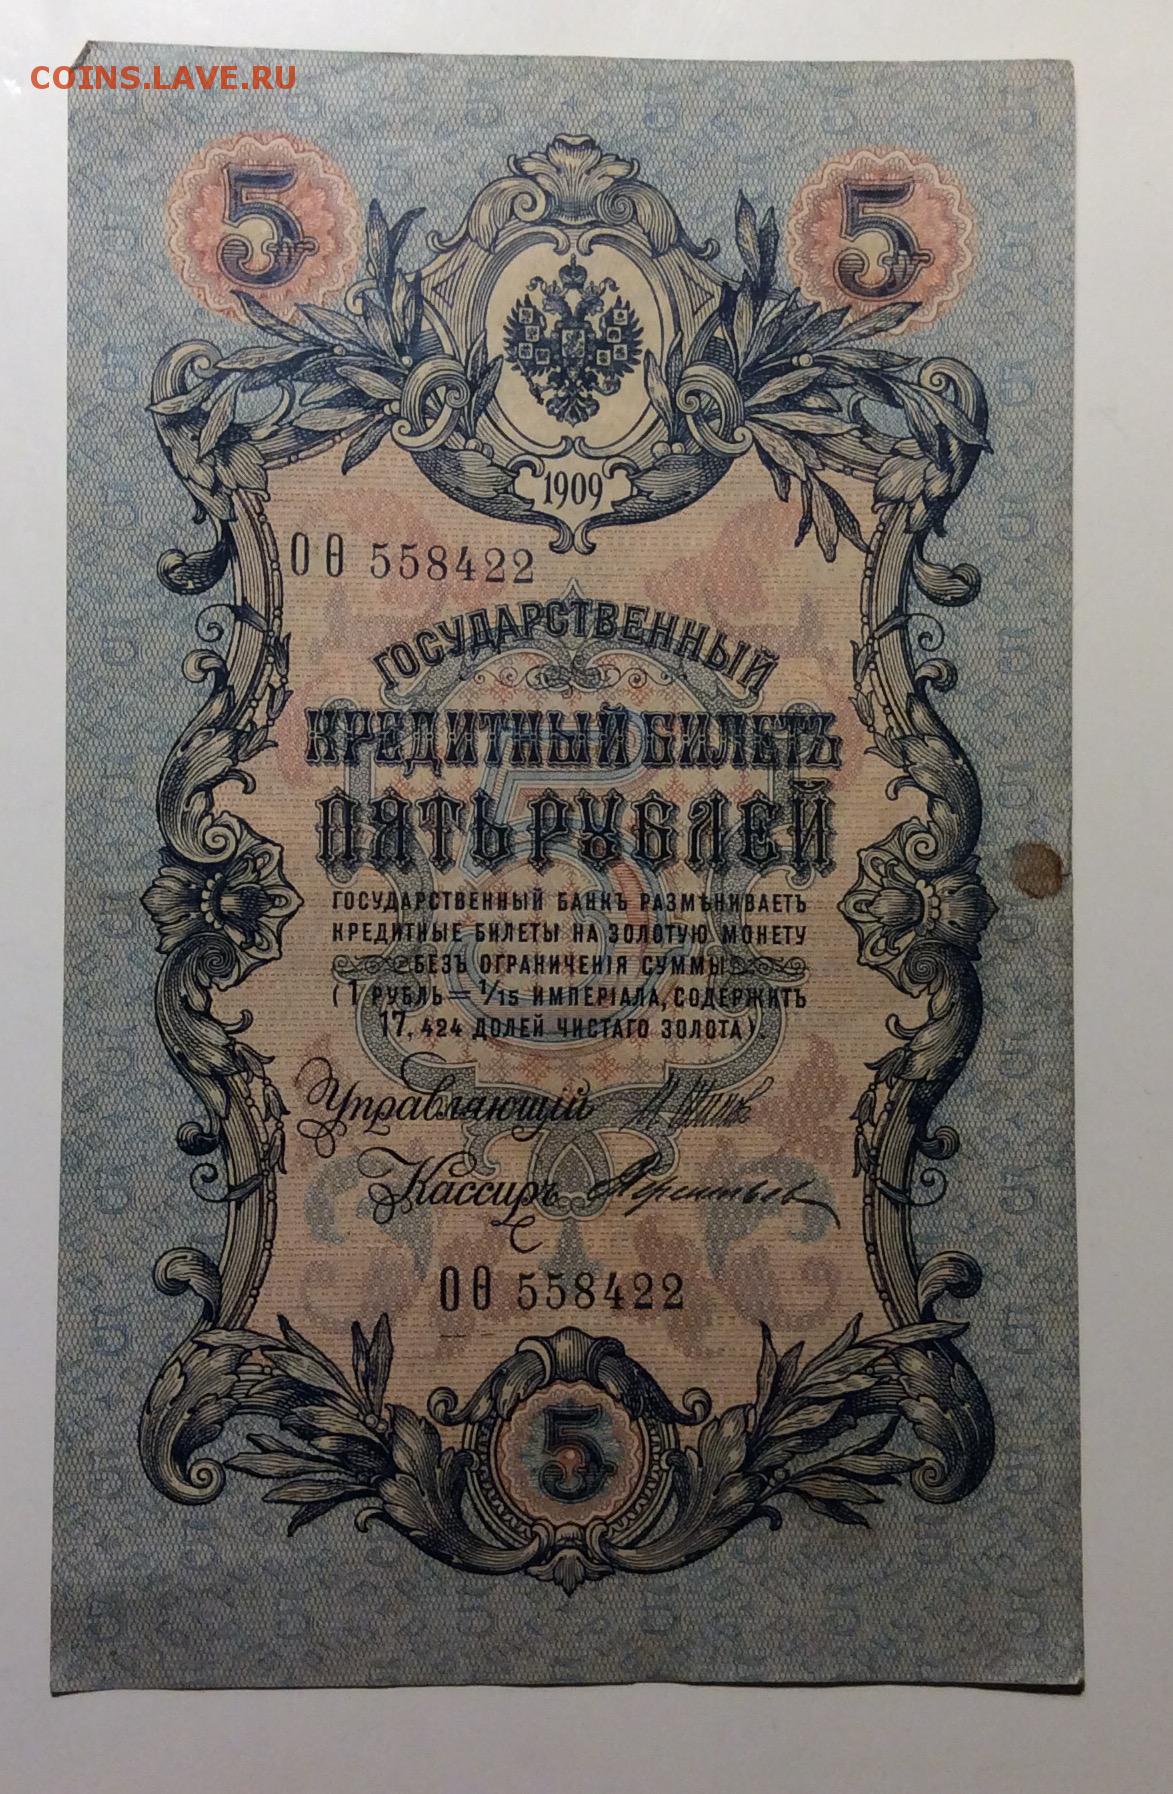 COINS.LAVE.RU
5 5
1909
ОѲ 558422
ГОСУДАРСТВЕННЫЙ
КРЕДИТНЫЙ БИЛЕТЪ
ПЯТЬ РУБЛЕЙ
ГОСУДАРСТВЕННЫЙ БАНКЪ РАЗМѢНИВАЕТЪ
КРЕДИТНЫЕ БИЛЕТЫ НА ЗОЛОТУЮ МОНЕТУ
БЕЗЪ ОГРАНИЧЕНІЯ СУММЫ
(1 РУБЛЬ = 1/15 ИМПЕРІАЛА, СОДЕРЖИТЪ
17,424 ДОЛЕЙ ЧИСТАГО ЗОЛОТА).
Управляющій
Кассиръ
ОѲ 558422
5